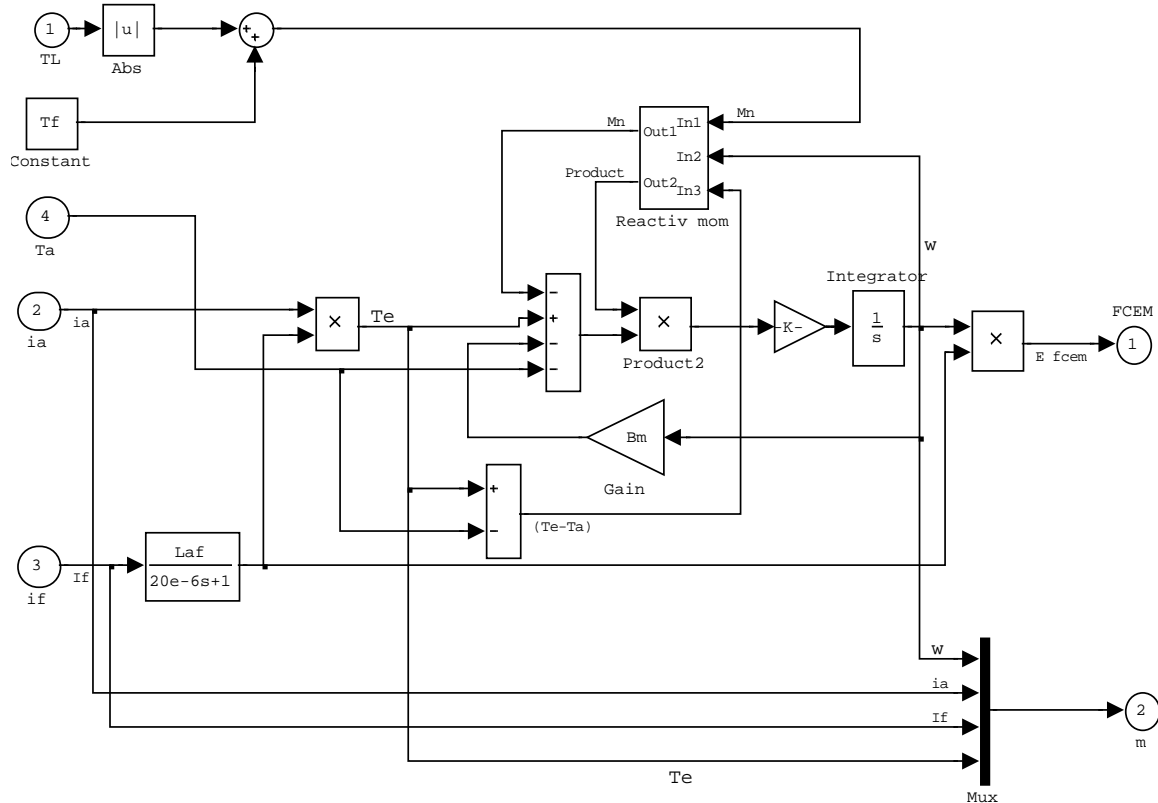 1
TL
|u|
Abs
+
+
Tf
Constant
Mn
Mn
Out1
In1
In2
Product
Out2
In3
Reactiv mom
4
Ta
w
Integrator
2
ia
ia
×
Te
−
+
−
−
×
Product2
-K-
1
s
×
FCEM
1
E fcem
Bm
Gain
+
−
(Te-Ta)
3
if
If
Laf
20e-6s+1
W
ia
If
Te
Mux
2
m